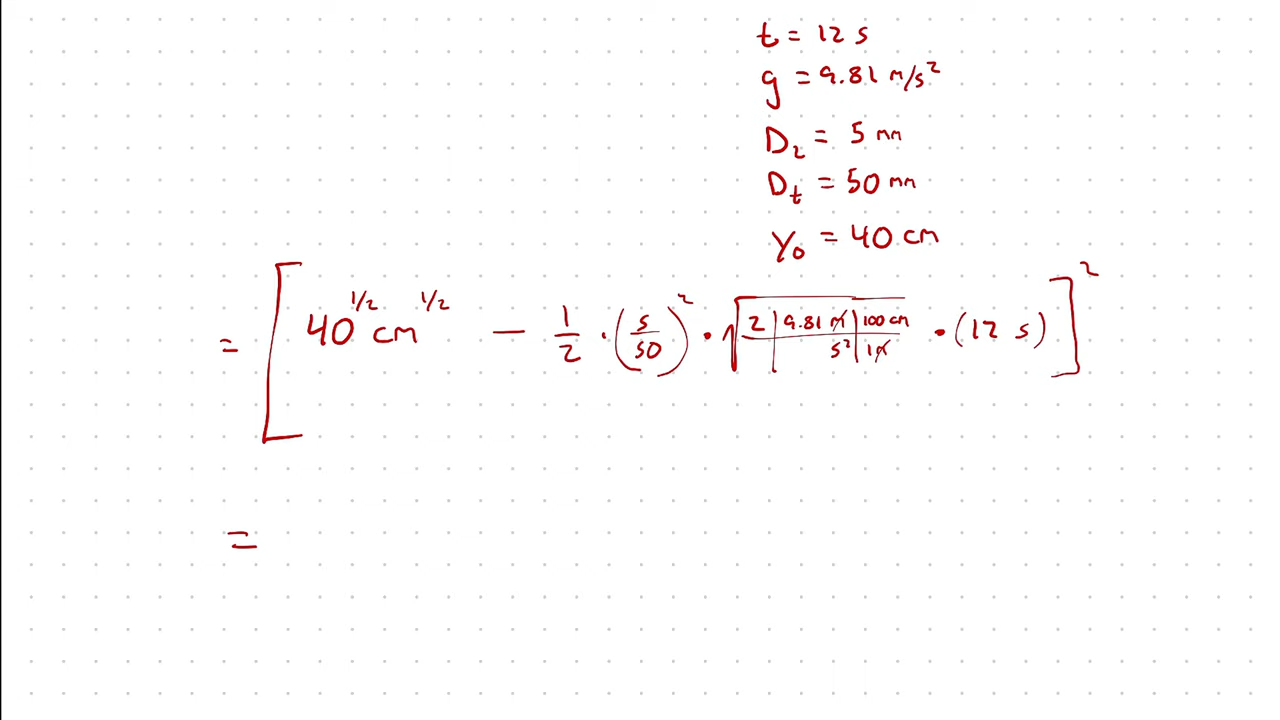 t = 12 s
g = 9.81 m/s²
D₂ = 5 mm
Dₜ = 50 mm
Y₀ = 40 cm
= [ 40^1/2 cm^1/2 − 1/2 · (5/50)² · √(2 | 9.81 m | 100 cm / s² | 1 m) · (12 s) ]²
=